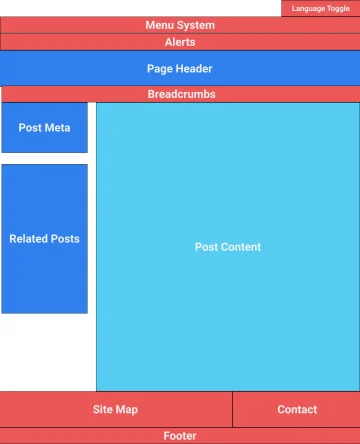 Language Toggle
Menu System
Alerts
Page Header
Breadcrumbs
Post Meta
Related Posts
Post Content
Site Map
Contact
Footer